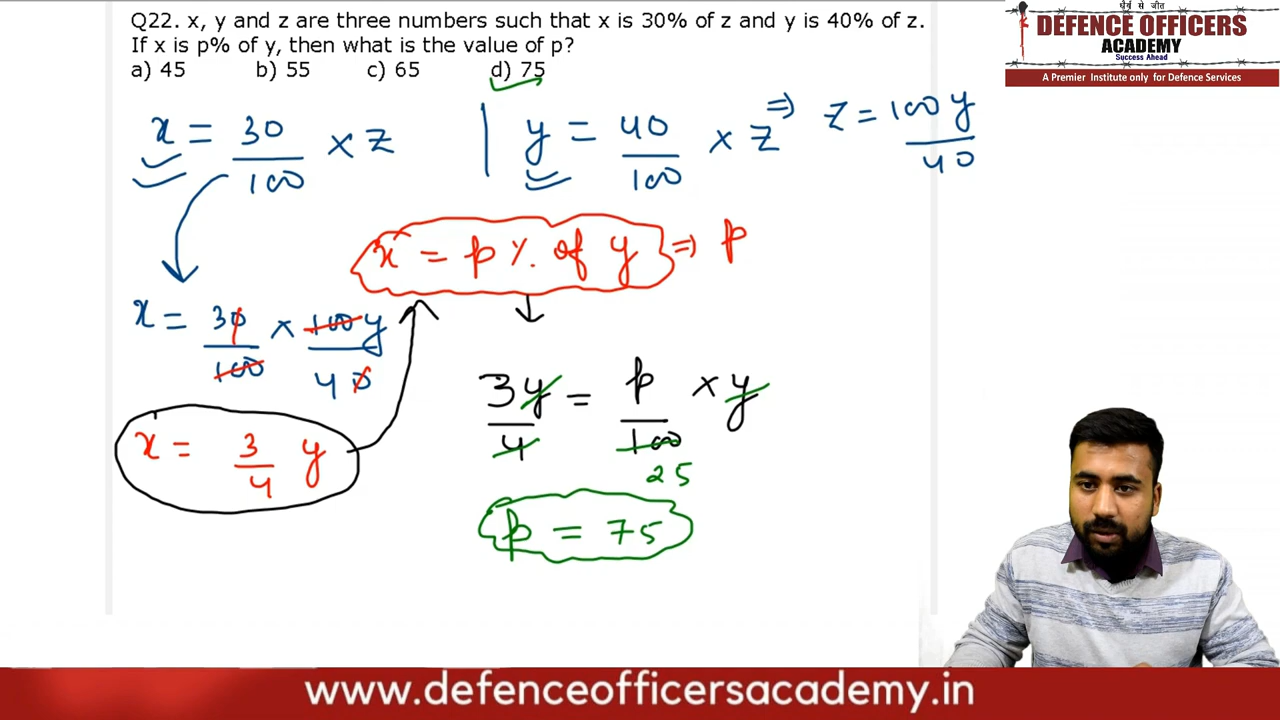 Q22. x, y and z are three numbers such that x is 30% of z and y is 40% of z.
If x is p% of y, then what is the value of p?
a) 45 b) 55 c) 65 d) 75
धैर्य से जीत
DEFENCE OFFICERS
ACADEMY
Success Ahead
A Premier Institute only for Defence Services
x = 30/100 × z | y = 40/100 × z ⇒ z = 100y/40
x = p % of y ⇒ p
x = 30/100 × 100y/40
3y/4 = p/100 × y
25
x = 3/4 y
p = 75
www.defenceofficersacademy.in